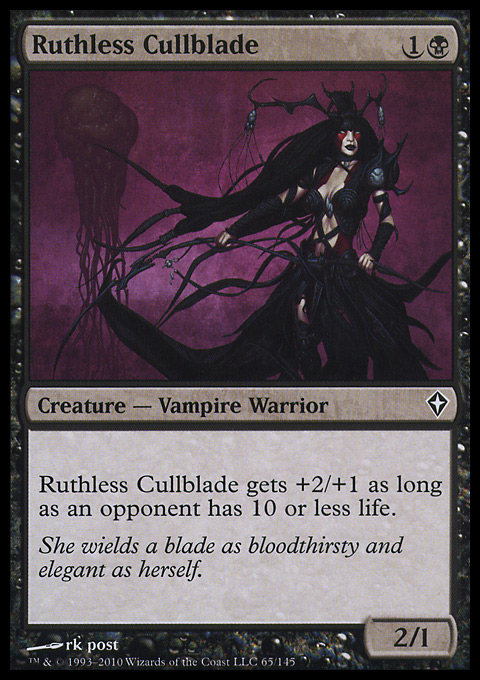 Ruthless Cullblade 1
Creature — Vampire Warrior
Ruthless Cullblade gets +2/+1 as long
as an opponent has 10 or less life.
She wields a blade as bloodthirsty and
elegant as herself.
rk post
2/1
™ & © 1993–2010 Wizards of the Coast LLC 65/145